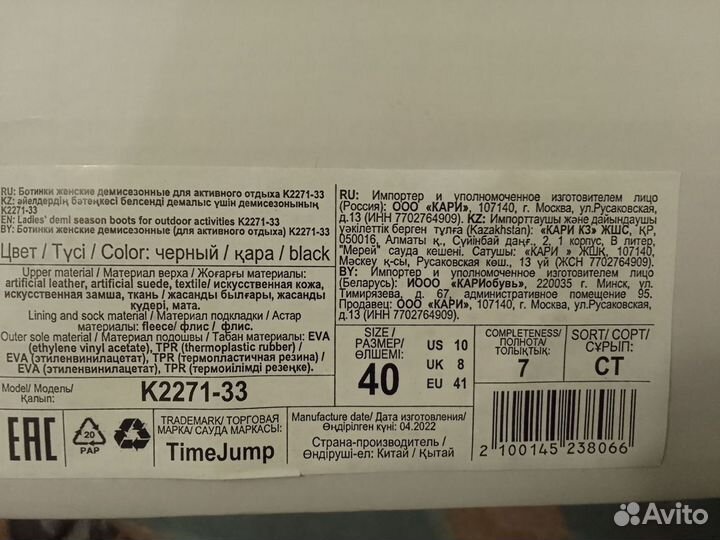 RU: Ботинки женские демисезонные для активного отдыха K2271-33
KZ: әйелдердің бәтеңкесі белсенді демалыс үшін демисезонының
K2271-33
EN: Ladies' demi season boots for outdoor activities K2271-33
BY: Ботинки женские демисезонные (для активного отдыха) K2271-33
Цвет / Түсі / Color: черный / қара / black
Upper material / Материал верха / Жоғарғы материалы:
artificial leather, artificial suede, textile/ искусственная кожа,
искусственная замша, ткань / жасанды былғары, жасанды
күдері, мата.
Lining and sock material / Материал подкладки / Астар
материалы: fleece/ флис / флис.
Outer sole material / Материал подошвы / Табан материалы: EVA
(ethylene vinyl acetate), TPR (thermoplastic rubber) /
EVA (этиленвинилацетат), TPR (термопластичная резина) /
EVA (этиленвинилацетат), TPR (термоиілімді резеңке).
Model/ Модель/
Қалып:
K2271-33
EAC
20
PAP
TRADEMARK/ ТОРГОВАЯ
МАРКА/ САУДА МАРКАСЫ:
TimeJump
RU: Импортер и уполномоченное изготовителем лицо
(Россия): ООО "КАРИ", 107140, г. Москва, ул.Русаковская,
д.13 (ИНН 7702764909). KZ: Импорттаушы және дайындаушы
уәкілеттік берген тұлға (Kazakhstan): «КАРИ КЗ» ЖШС, ҚР,
050016, Алматы қ., Сүйінбай даңғ., 2, 1 корпус, В литер,
"Мерей" сауда кешені. Сатушы: «КАРИ » ЖШҚ, 107140,
Мәскеу қ-сы, Русаковская көш., 13 үй (ЖСН 7702764909).
BY: Импортер и уполномоченное изготовителем лицо
(Беларусь): ИООО «КАРИобувь», 220035 г. Минск, ул.
Тимирязева, д. 67, административное помещение 95.
Продавец: ООО «КАРИ», 107140, г. Москва, ул.Русаковская,
д.13
SIZE /
РАЗМЕР/
ӨЛШЕМІ:
40
US 10
UK 8
EU 41
COMPLETENESS/
ПОЛНОТА/
ТОЛЫҚТЫҚ:
7
SORT/ СОРТ/
СҰРЫП:
СТ
Manufacture date/ Дата изготовления/
Өндірілген күні: 04.2022
Страна-производитель /
Өндіруші-ел: Китай / Қытай
2 100145 238066
Avito